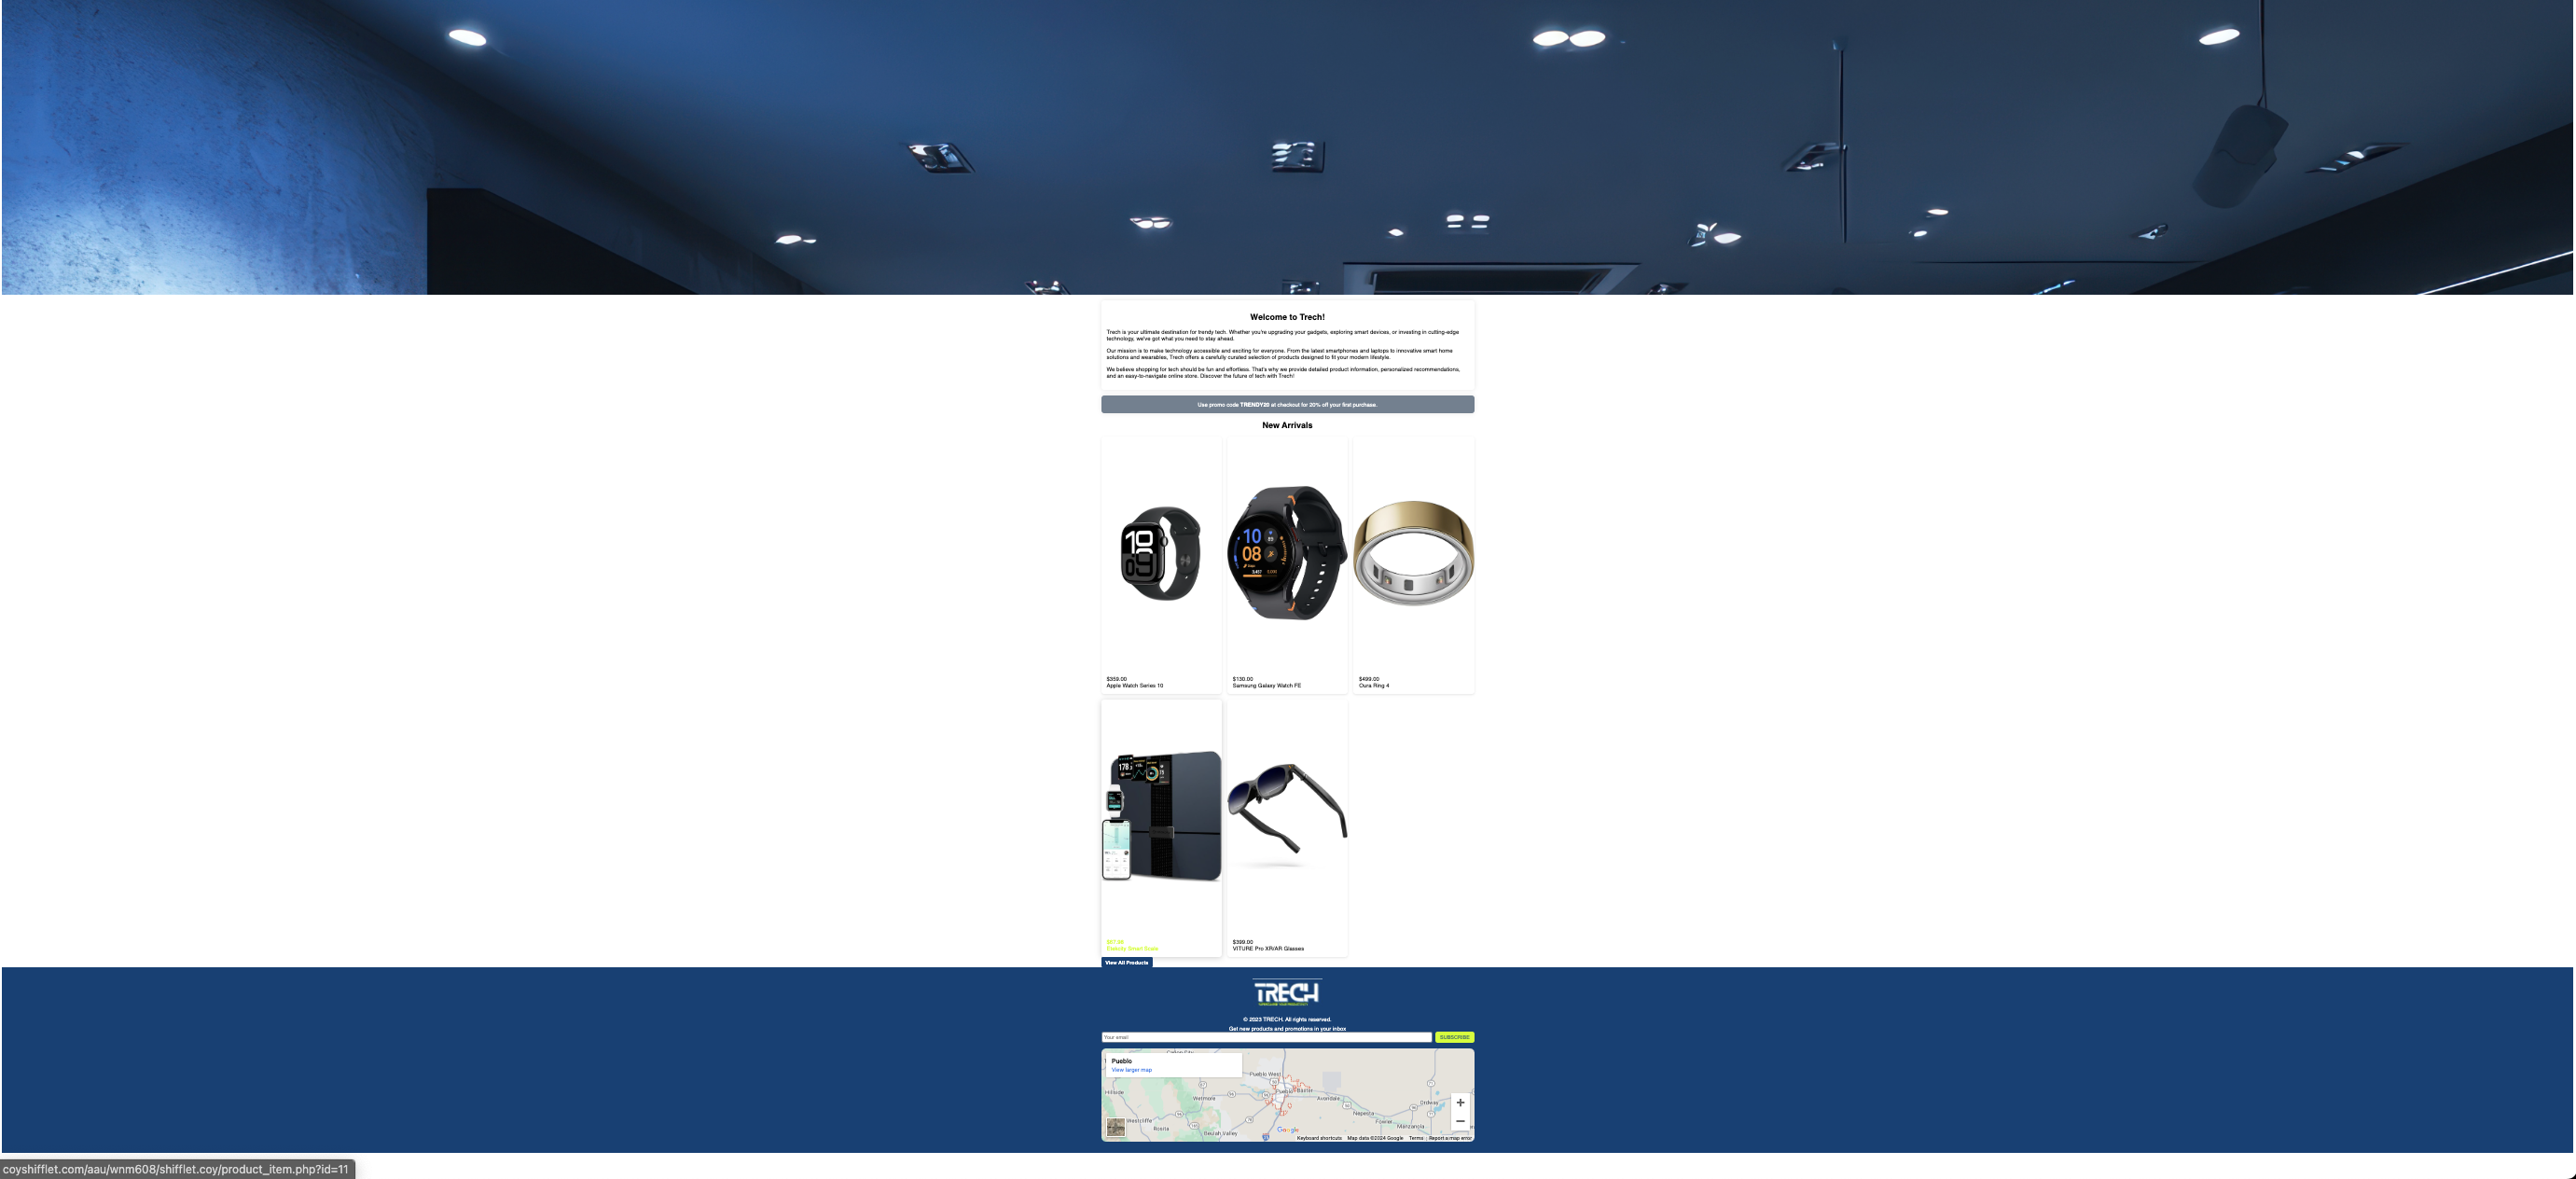 Welcome to Trech!
Trech is your ultimate destination for trendy tech. Whether you're upgrading your gadgets, exploring smart devices, or investing in cutting-edge
technology, we've got what you need to stay ahead.
Our mission is to make technology accessible and exciting for everyone. From the latest smartphones and laptops to innovative smart home
solutions and wearables, Trech offers a carefully curated selection of products designed to fit your modern lifestyle.
We believe shopping for tech should be fun and effortless. That's why we provide detailed product information, personalized recommendations,
and an easy-to-navigate online store. Discover the future of tech with Trech!
Use promo code TRENDY20 at checkout for 20% off your first purchase.
New Arrivals
10
09
10
08
$359.00
Apple Watch Series 10
$130.00
Samsung Galaxy Watch FE
$499.00
Oura Ring 4
178
Smart Scale
$399.00
VITURE Pro XR/AR Glasses
View All Products
TRECH
© 2023 TRECH. All rights reserved.
Get new products and promotions in your inbox
Your email
SUBSCRIBE
Pueblo
View larger map
Pueblo West
Hillside
Wetmore
Pueblo
Baxter
Avondale
Nepesta
Fowler
Manzanola
Ordway
Westcliffe
Rosita
Beulah Valley
Google
Keyboard shortcuts
Map data ©2024 Google
Terms
Report a map error
coyshifflet.com/aau/wnm608/shifflet.coy/product_item.php?id=11